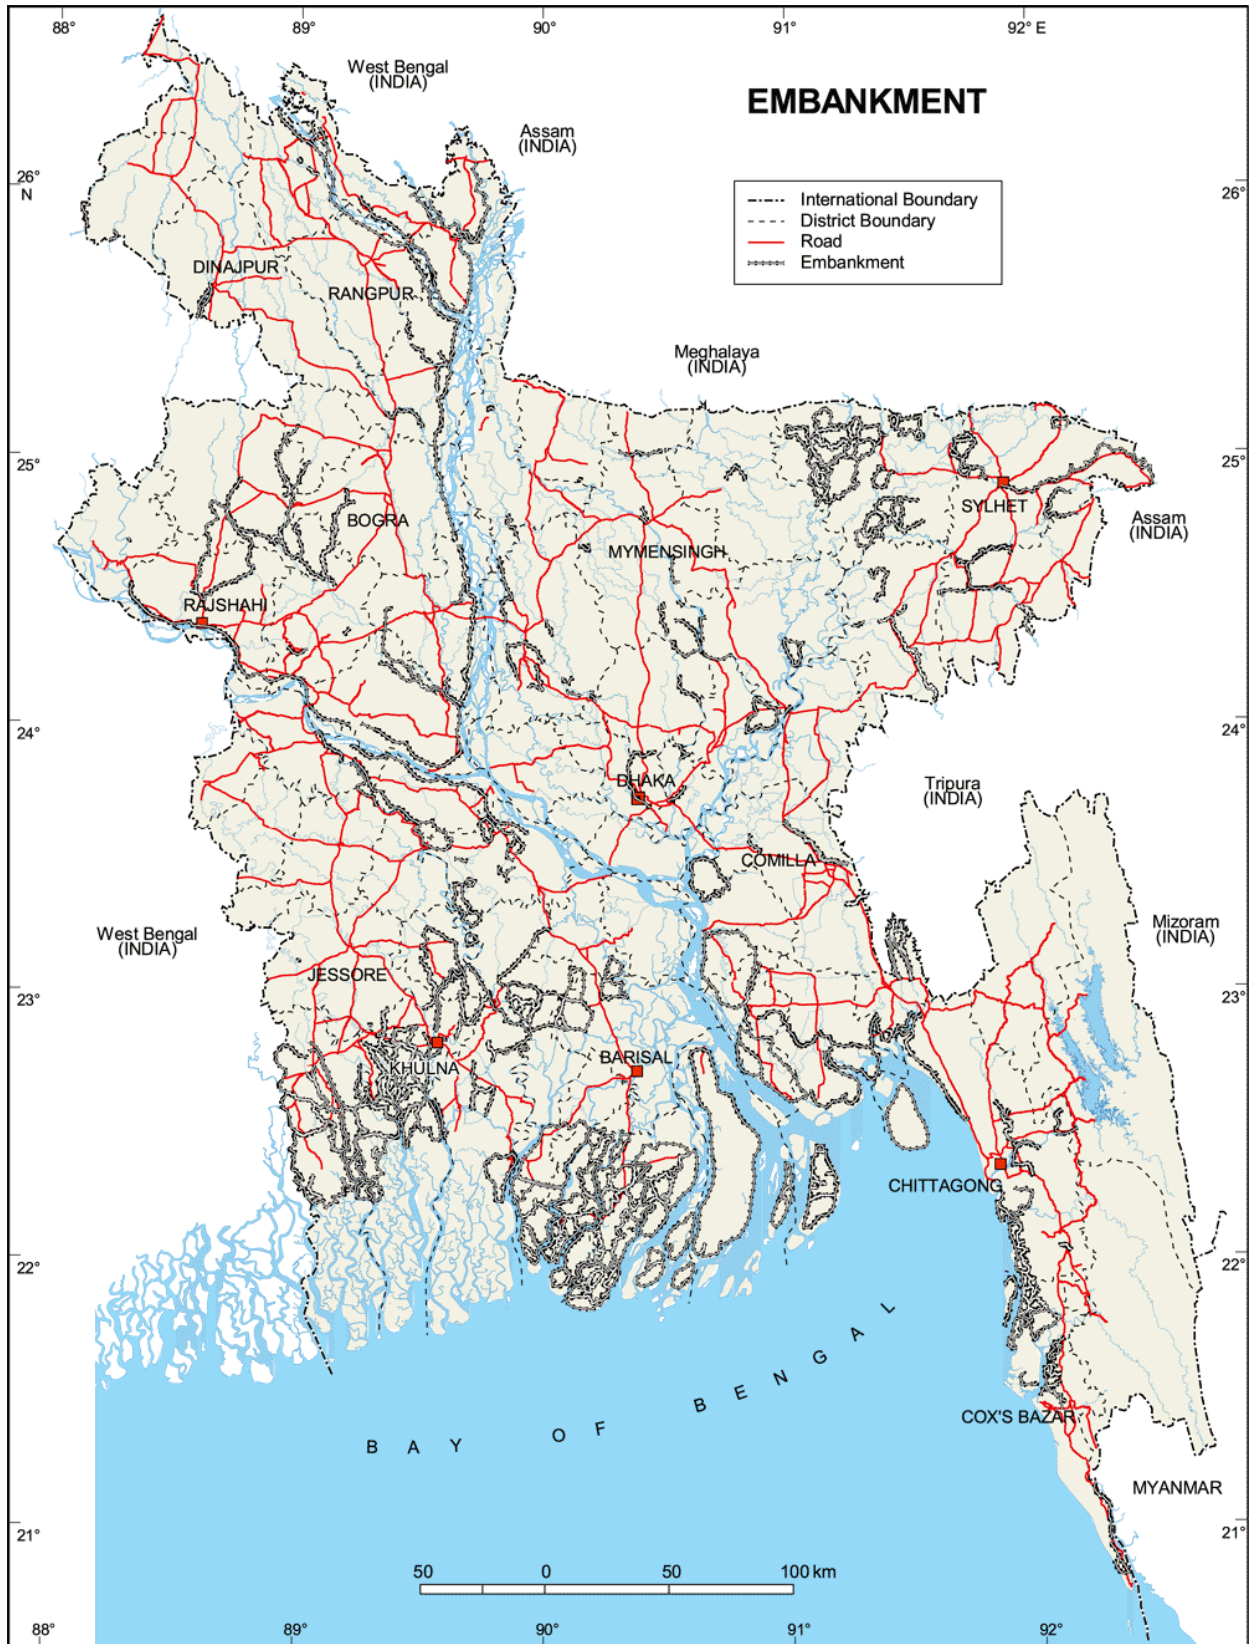 88°
89°
90°
91°
92° E
West Bengal
(INDIA)
EMBANKMENT
Assam
(INDIA)
26°
N
26°
International Boundary
District Boundary
Road
Embankment
DINAJPUR
RANGPUR
Meghalaya
(INDIA)
25°
25°
SYLHET
BOGRA
Assam
(INDIA)
MYMENSINGH
RAJSHAHI
24°
24°
DHAKA
Tripura
(INDIA)
COMILLA
West Bengal
(INDIA)
Mizoram
(INDIA)
JESSORE
23°
23°
BARISAL
KHULNA
CHITTAGONG
22°
22°
BAY OF BENGAL
COX'S BAZAR
MYANMAR
21°
21°
50 0 50 100 km
88°
89°
90°
91°
92°